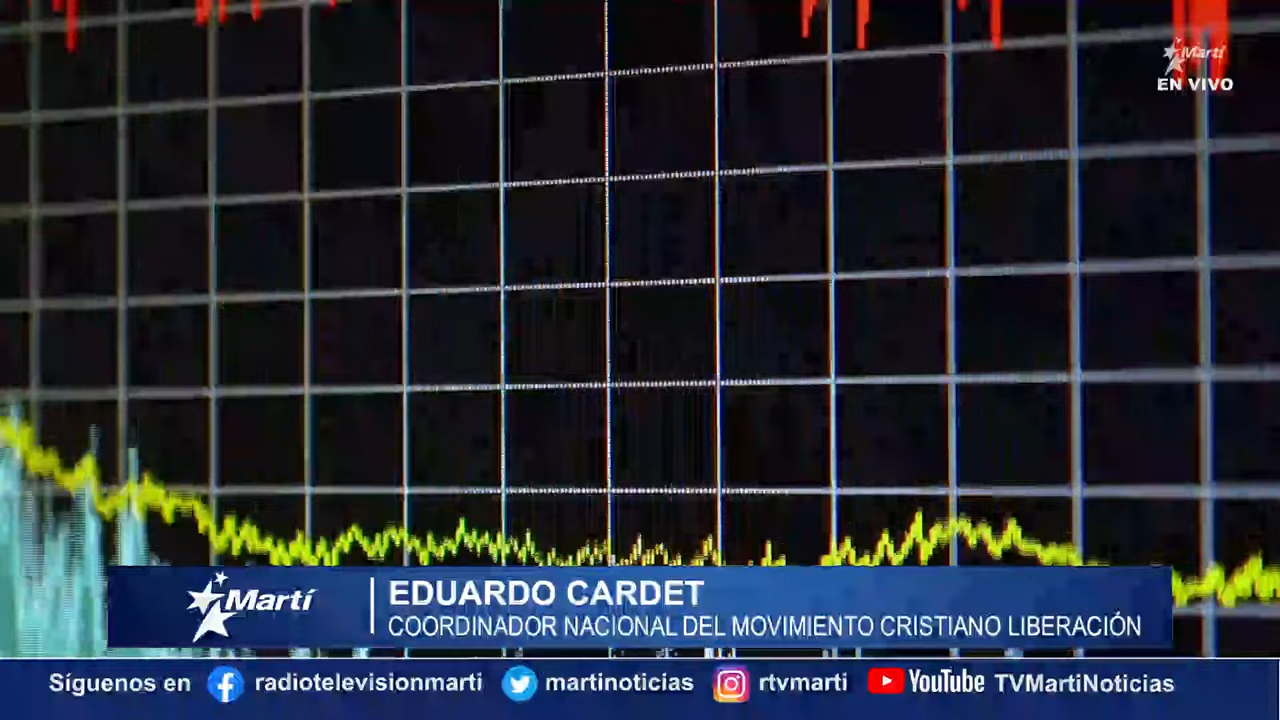 Martí
EN VIVO
Martí
EDUARDO CARDET
COORDINADOR NACIONAL DEL MOVIMIENTO CRISTIANO LIBERACIÓN
Síguenos en radiotelevisionmarti martinoticias rtvmarti YouTube TVMartiNoticias